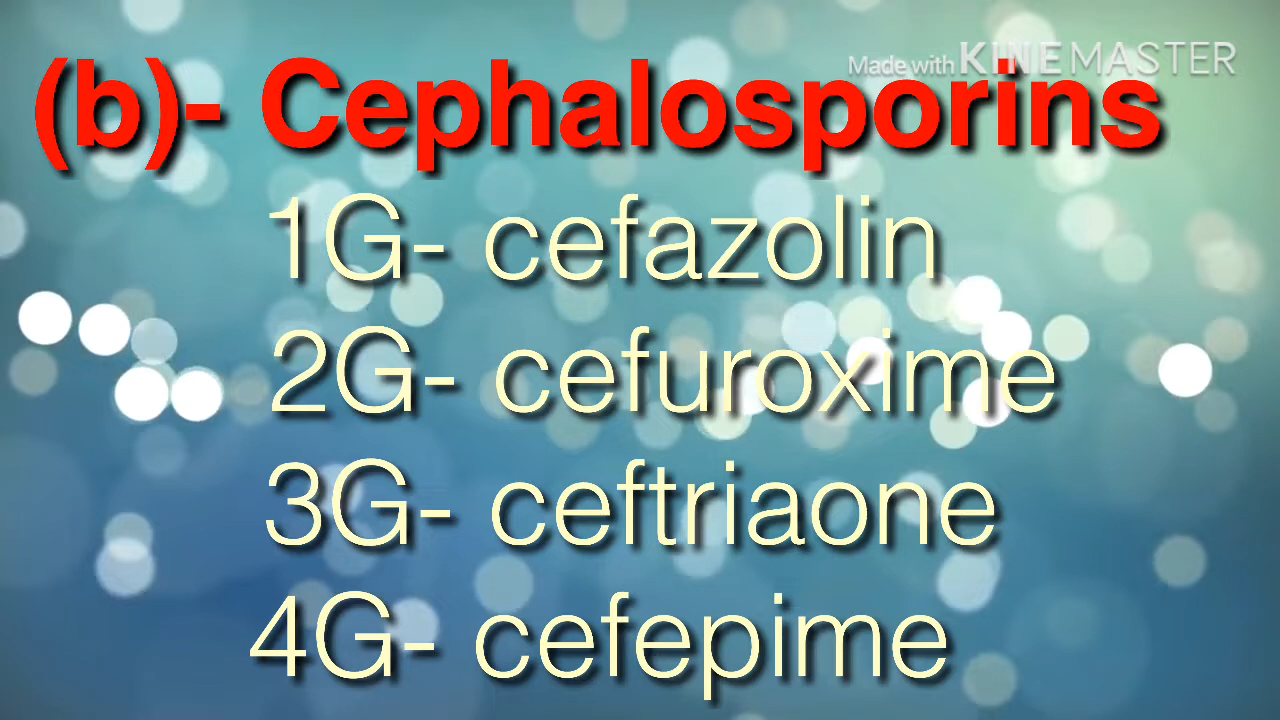 Made with KINEMASTER
(b)- Cephalosporins
1G- cefazolin
2G- cefuroxime
3G- ceftriaone
4G- cefepime